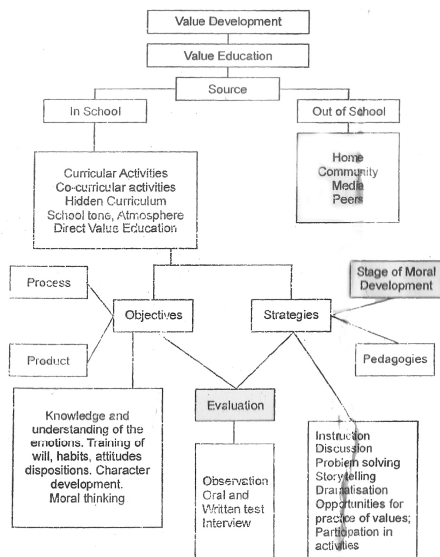 Value Development
Value Education
Source
In School
Out of School
Curricular Activities
Co-curricular activities
Hidden Curriculum
School tone, Atmosphere
Direct Value Education
Home
Community
Media
Peers
Process
Product
Objectives
Strategies
Stage of Moral
Development
Pedagogies
Evaluation
Knowledge and
understanding of the
emotions. Training of
will, habits, attitudes
dispositions. Character
development.
Moral thinking
Observation
Oral and
Written test
Interview
Instruction
Discussion
Problem solving
Story telling
Dramatisation
Opportunities for
practice of values;
Participation in
activities